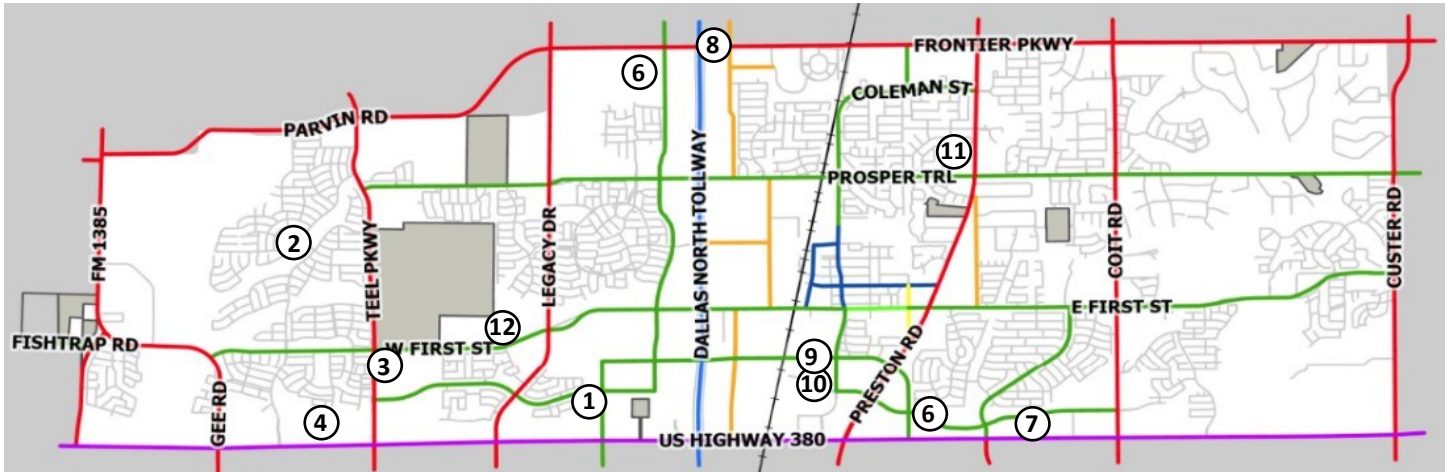 8
FRONTIER PKWY
6
COLEMAN ST
PARVIN RD
11
PROSPER TRL
DALLAS NORTH TOLLWAY
FM 1385
2
TEEL PKWY
LEGACY DR
COIT RD
CUSTER RD
E FIRST ST
12
FISHTRAP RD
W FIRST ST
3
9
10
PRESTON RD
1
GEE RD
4
6
7
US HIGHWAY 380